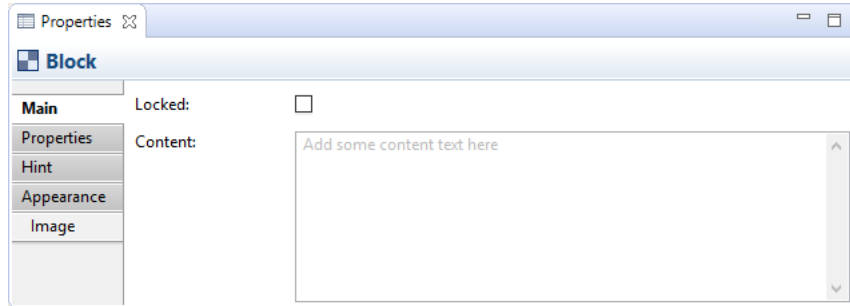 Properties
Block
Main
Locked:
Properties
Content:
Add some content text here
Hint
Appearance
Image